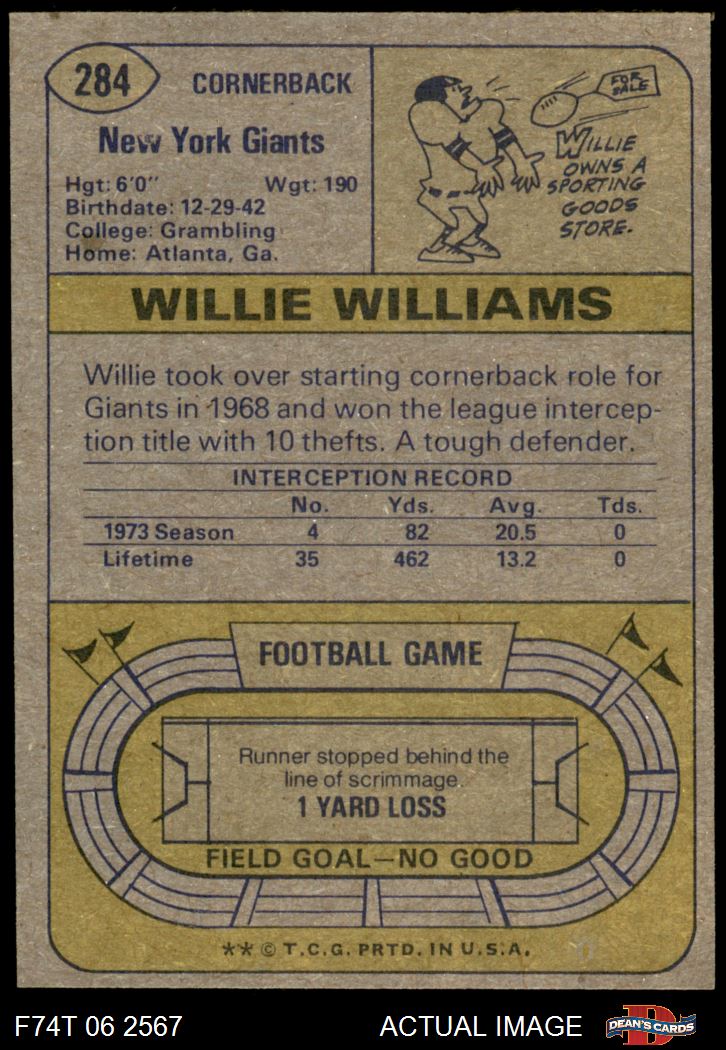 284
CORNERBACK
New York Giants
Hgt: 6'0" Wgt: 190
Birthdate: 12-29-42
College: Grambling
Home: Atlanta, Ga.
FOR
SALE
WILLIE
OWNS A
SPORTING
GOODS
STORE.
WILLIE WILLIAMS
Willie took over starting cornerback role for
Giants in 1968 and won the league intercep-
tion title with 10 thefts. A tough defender.
INTERCEPTION RECORD
No. Yds. Avg. Tds.
1973 Season 4 82 20.5 0
Lifetime 35 462 13.2 0
FOOTBALL GAME
Runner stopped behind the
line of scrimmage.
1 YARD LOSS
FIELD GOAL—NO GOOD
** © T.C.G. PRTD. IN U.S.A.
F74T 06 2567 ACTUAL IMAGE DEAN'S CARDS